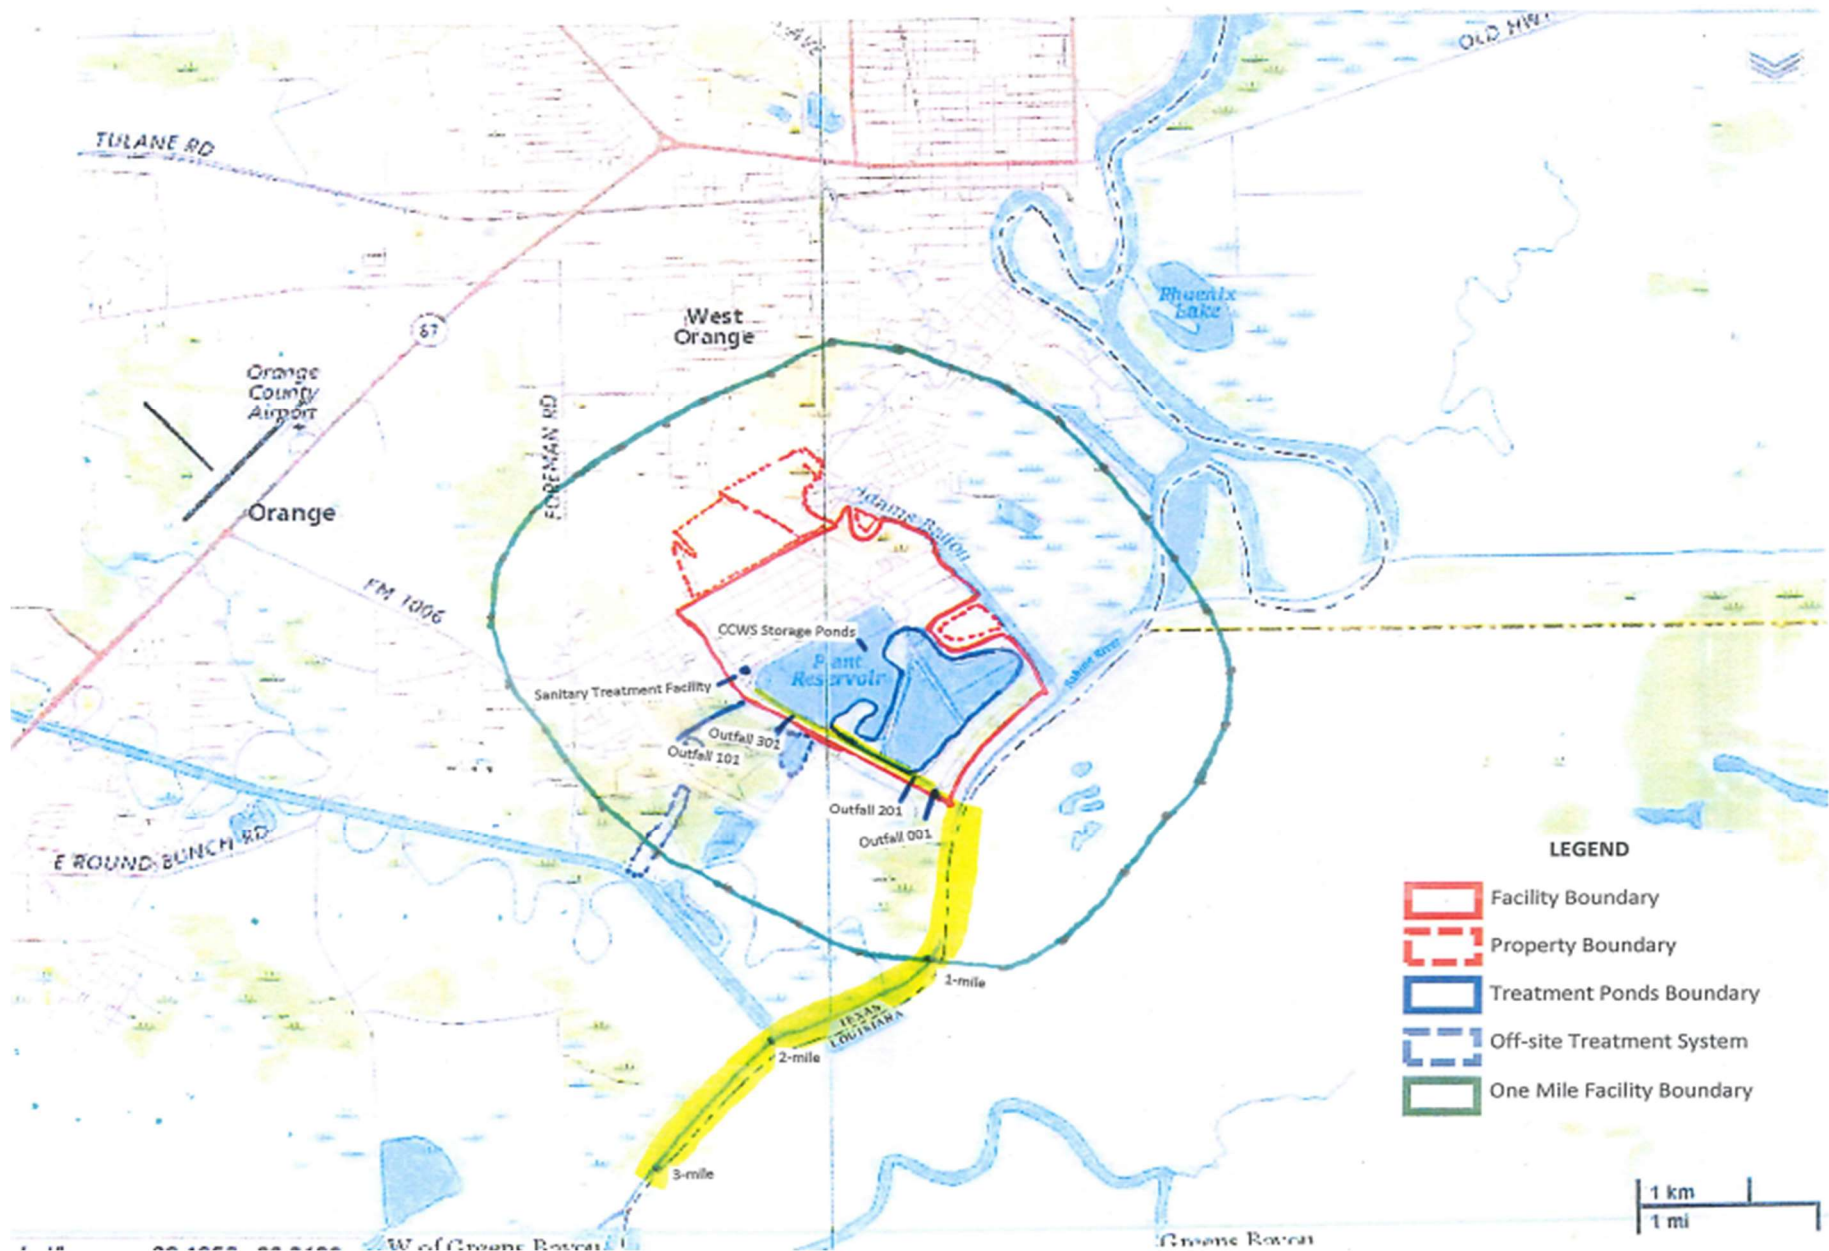 AVE
OLD HWY
TULANE RD
Phoenix
Lake
67
West
Orange
Orange
County
Airport
FOREMAN RD
Orange
Adams Bayou
FM 1006
CCWS Storage Ponds
Plant
Reservoir
Sabine River
Sanitary Treatment Facility
Outfall 301
Outfall 101
Outfall 201
Outfall 001
E ROUND BUNCH RD
LEGEND
Facility Boundary
Property Boundary
Treatment Ponds Boundary
Off-site Treatment System
One Mile Facility Boundary
1-mile
TEXAS
LOUISIANA
2-mile
3-mile
1 km
1 mi
W of Greens Bayou
Greens Bayou